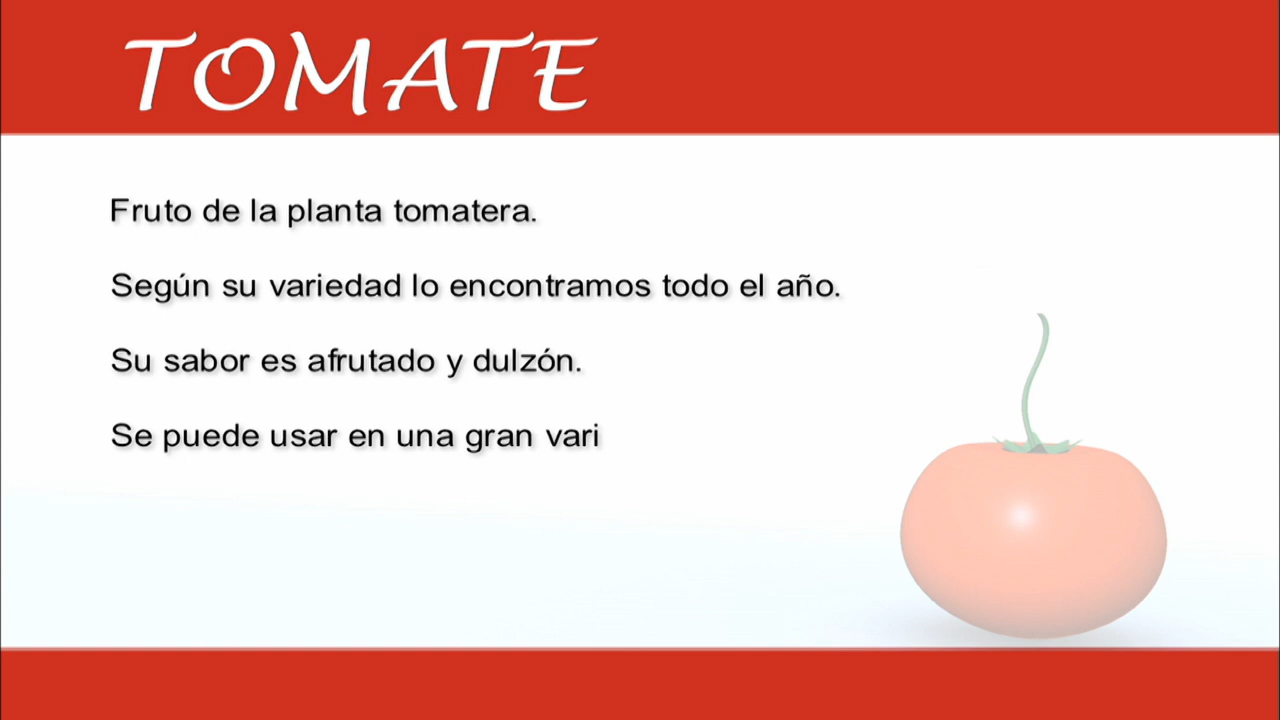 TOMATE
Fruto de la planta tomatera.
Según su variedad lo encontramos todo el año.
Su sabor es afrutado y dulzón.
Se puede usar en una gran vari